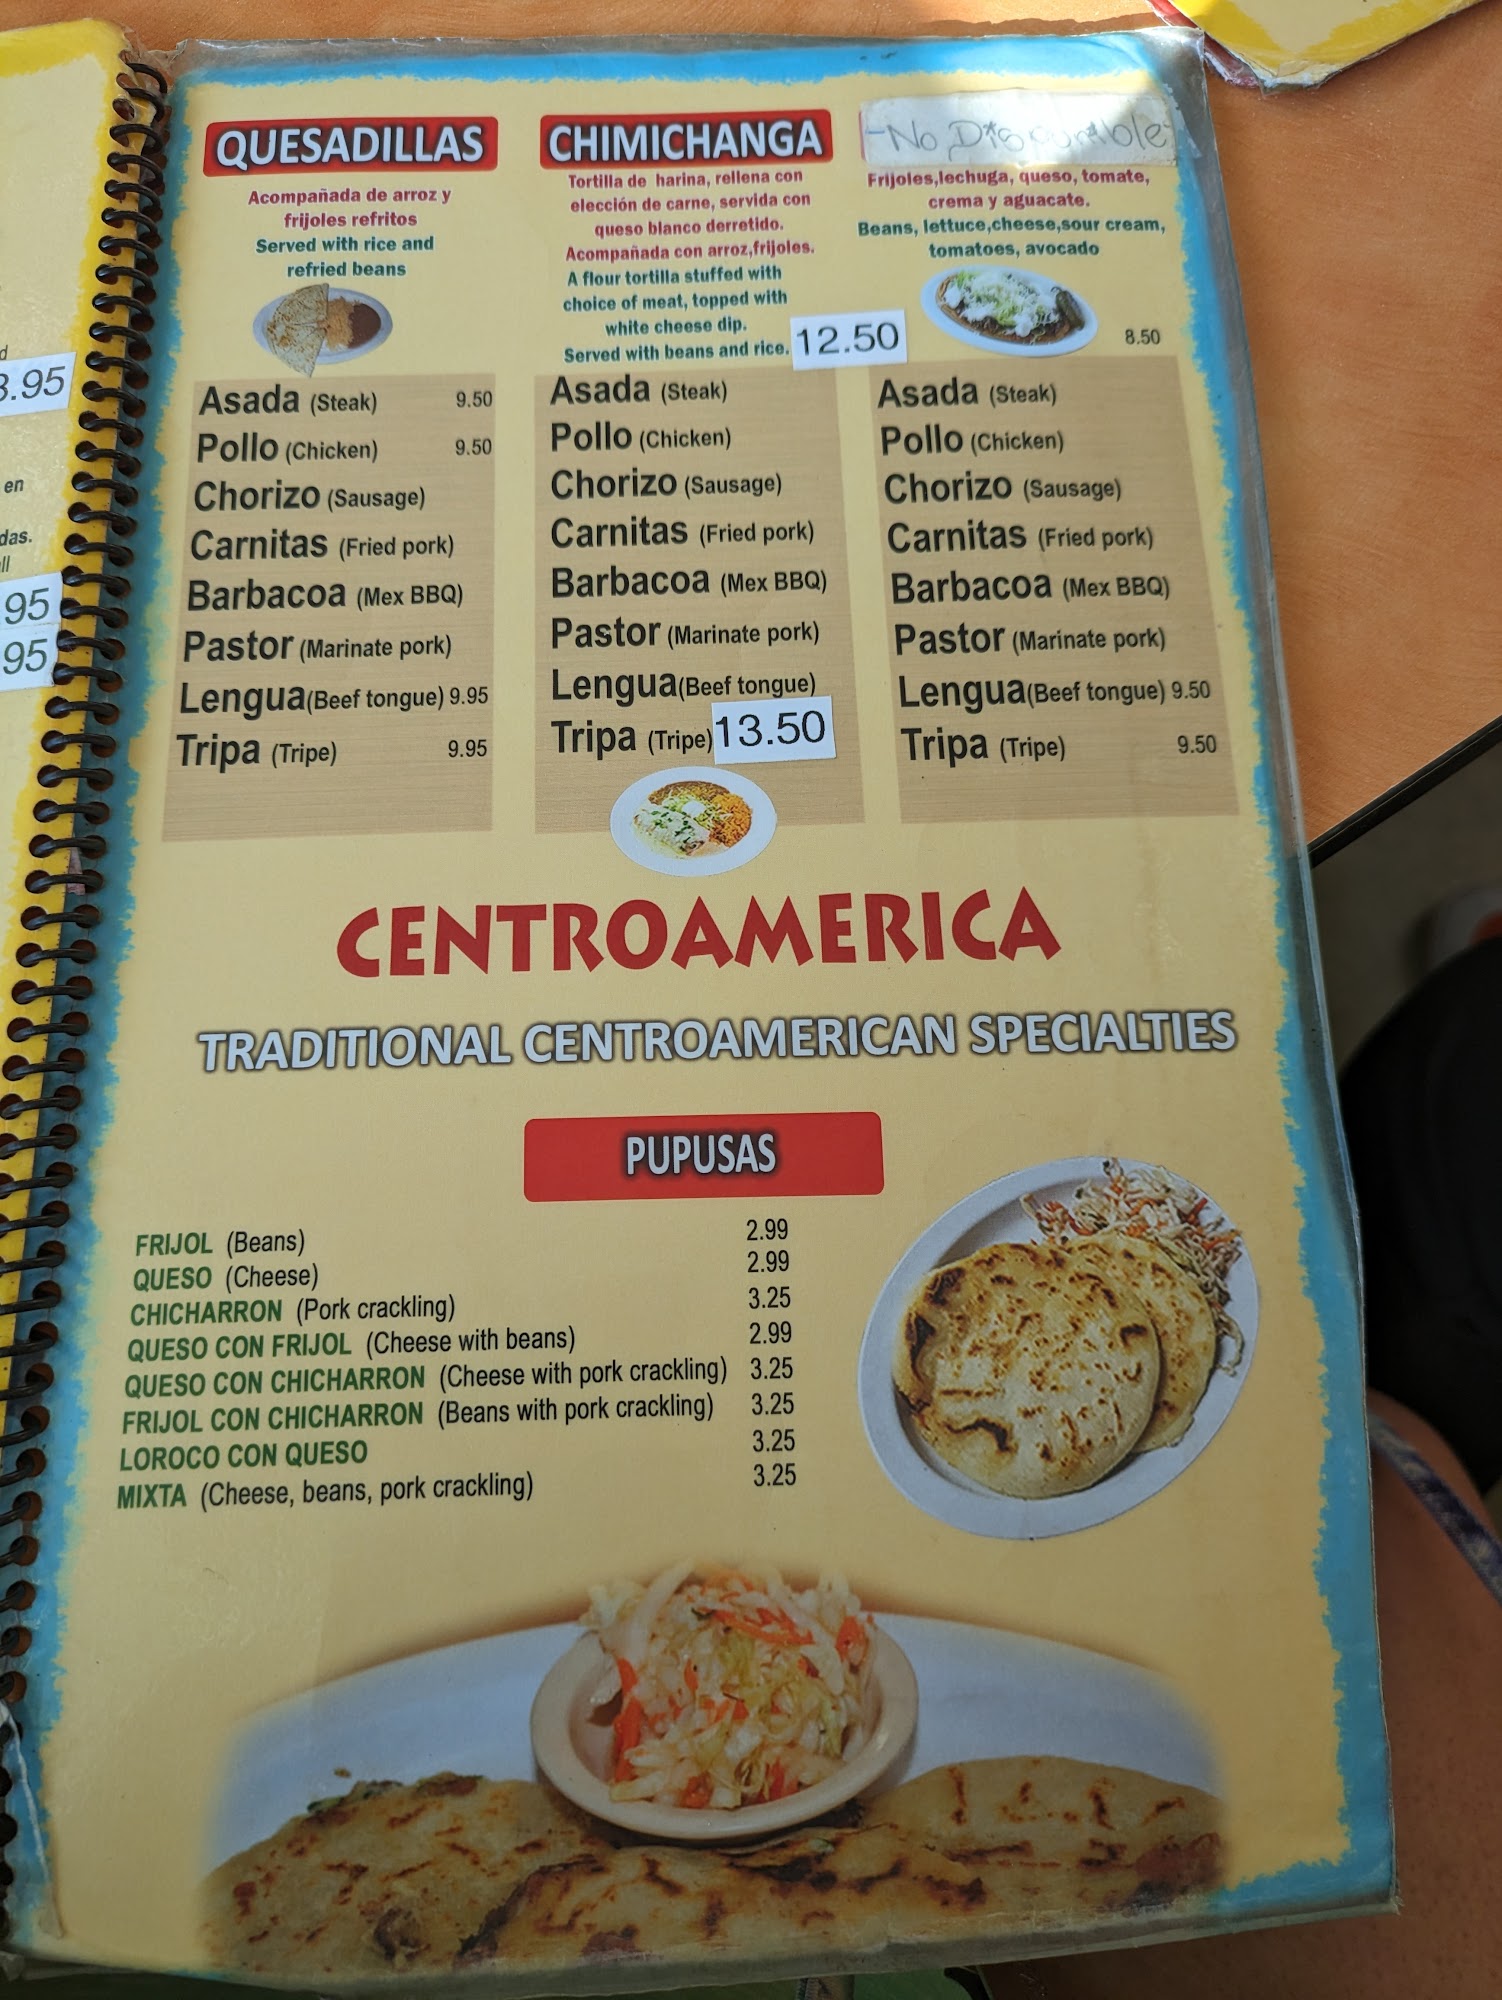 d
3.95
en
das.
ll
95
95
QUESADILLAS
Acompañada de arroz y
frijoles refritos
Served with rice and
refried beans
Asada (Steak) 9.50
Pollo (Chicken) 9.50
Chorizo (Sausage)
Carnitas (Fried pork)
Barbacoa (Mex BBQ)
Pastor (Marinate pork)
Lengua(Beef tongue) 9.95
Tripa (Tripe) 9.95
CHIMICHANGA
Tortilla de harina, rellena con
elección de carne, servida con
queso blanco derretido.
Acompañada con arroz,frijoles.
A flour tortilla stuffed with
choice of meat, topped with
white cheese dip.
Served with beans and rice. 12.50
Asada (Steak)
Pollo (Chicken)
Chorizo (Sausage)
Carnitas (Fried pork)
Barbacoa (Mex BBQ)
Pastor (Marinate pork)
Lengua(Beef tongue)
Tripa (Tripe) 13.50
-No Disponible-
Frijoles,lechuga, queso, tomate,
crema y aguacate.
Beans, lettuce,cheese,sour cream,
tomatoes, avocado
8.50
Asada (Steak)
Pollo (Chicken)
Chorizo (Sausage)
Carnitas (Fried pork)
Barbacoa (Mex BBQ)
Pastor (Marinate pork)
Lengua(Beef tongue) 9.50
Tripa (Tripe) 9.50
CENTROAMERICA
TRADITIONAL CENTROAMERICAN SPECIALTIES
PUPUSAS
FRIJOL (Beans) 2.99
QUESO (Cheese) 2.99
CHICHARRON (Pork crackling) 3.25
QUESO CON FRIJOL (Cheese with beans) 2.99
QUESO CON CHICHARRON (Cheese with pork crackling) 3.25
FRIJOL CON CHICHARRON (Beans with pork crackling) 3.25
LOROCO CON QUESO 3.25
MIXTA (Cheese, beans, pork crackling) 3.25